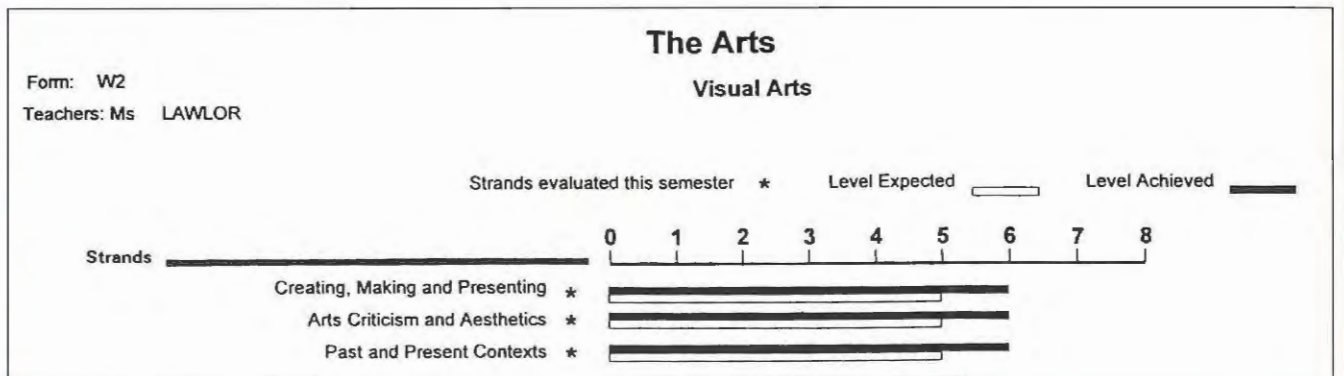 The Arts
Form: W2
Visual Arts
Teachers: Ms LAWLOR
Strands evaluated this semester * Level Expected Level Achieved
0 1 2 3 4 5 6 7 8
Strands
Creating, Making and Presenting *
Arts Criticism and Aesthetics *
Past and Present Contexts *